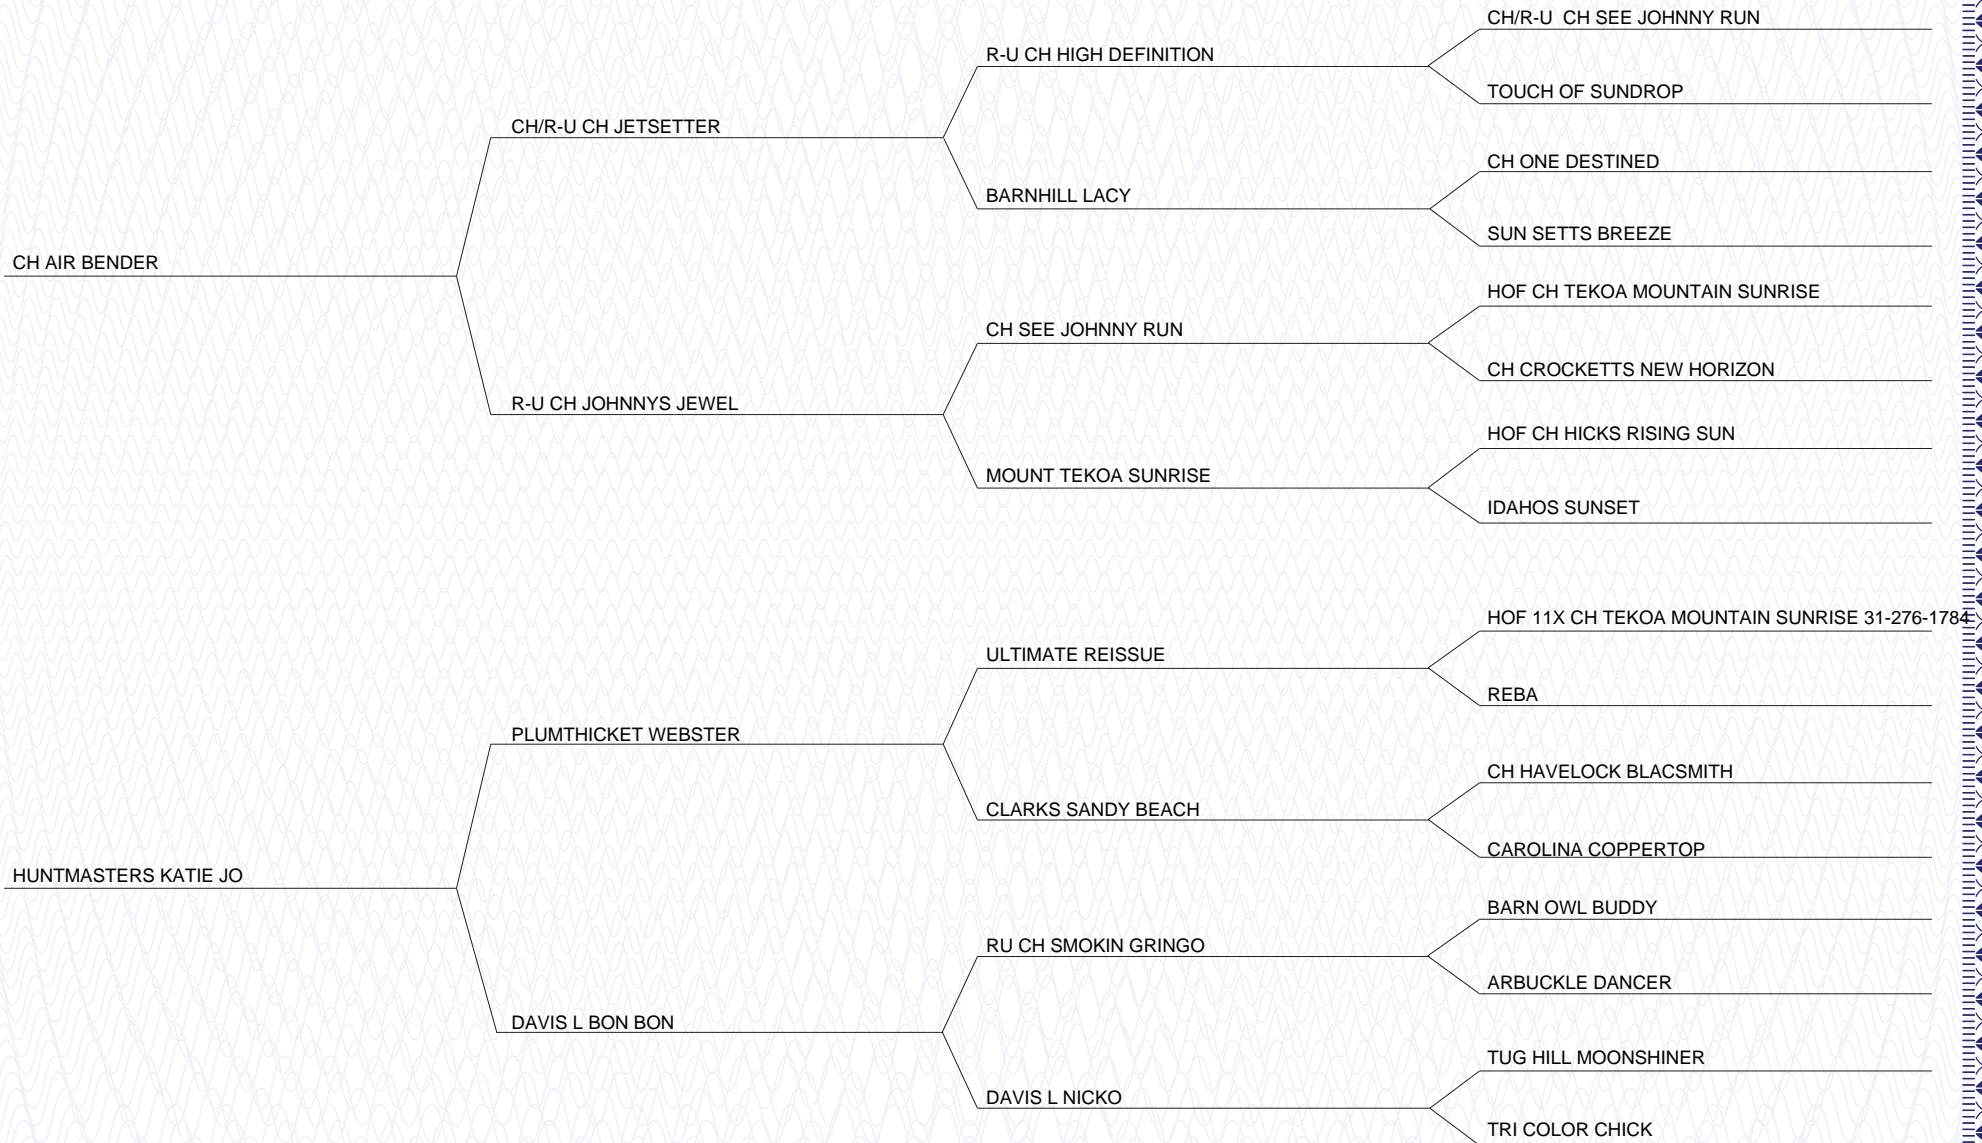 CH/R-U  CH SEE JOHNNY RUN
R-U CH HIGH DEFINITION
TOUCH OF SUNDROP
CH/R-U CH JETSETTER
CH ONE DESTINED
BARNHILL LACY
SUN SETTS BREEZE
CH AIR BENDER
HOF CH TEKOA MOUNTAIN SUNRISE
CH SEE JOHNNY RUN
CH CROCKETTS NEW HORIZON
R-U CH JOHNNYS JEWEL
HOF CH HICKS RISING SUN
MOUNT TEKOA SUNRISE
IDAHOS SUNSET
HOF 11X CH TEKOA MOUNTAIN SUNRISE 31-276-1784
ULTIMATE REISSUE
REBA
PLUMTHICKET WEBSTER
CH HAVELOCK BLACSMITH
CLARKS SANDY BEACH
CAROLINA COPPERTOP
HUNTMASTERS KATIE JO
BARN OWL BUDDY
RU CH SMOKIN GRINGO
ARBUCKLE DANCER
DAVIS L BON BON
TUG HILL MOONSHINER
DAVIS L NICKO
TRI COLOR CHICK